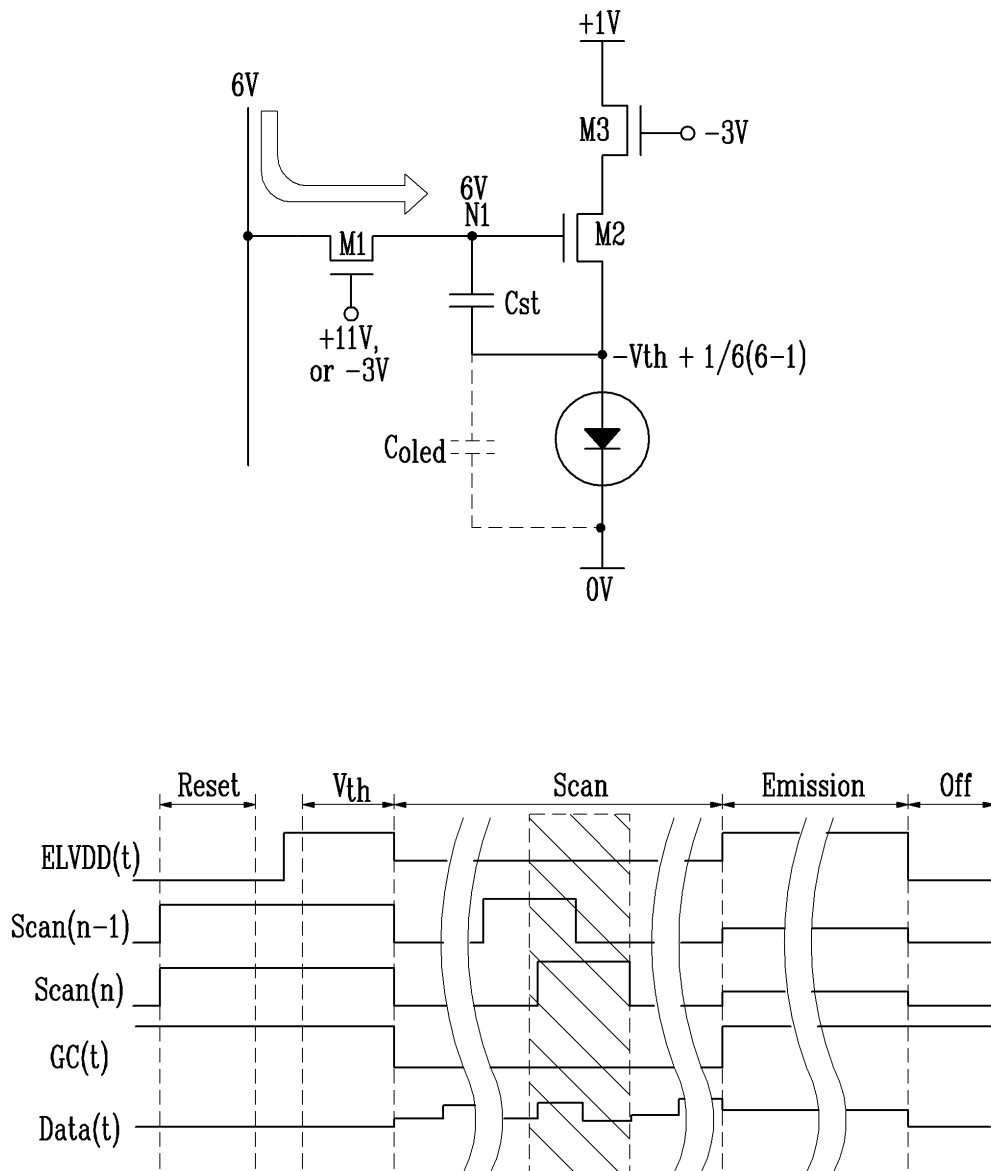 +1V
6V
M3
-3V
6V
N1
M1
M2
Cst
+11V,
or -3V
-Vth + 1/6(6-1)
Coled
0V
Reset
Vth
Scan
Emission
Off
ELVDD(t)
Scan(n-1)
Scan(n)
GC(t)
Data(t)